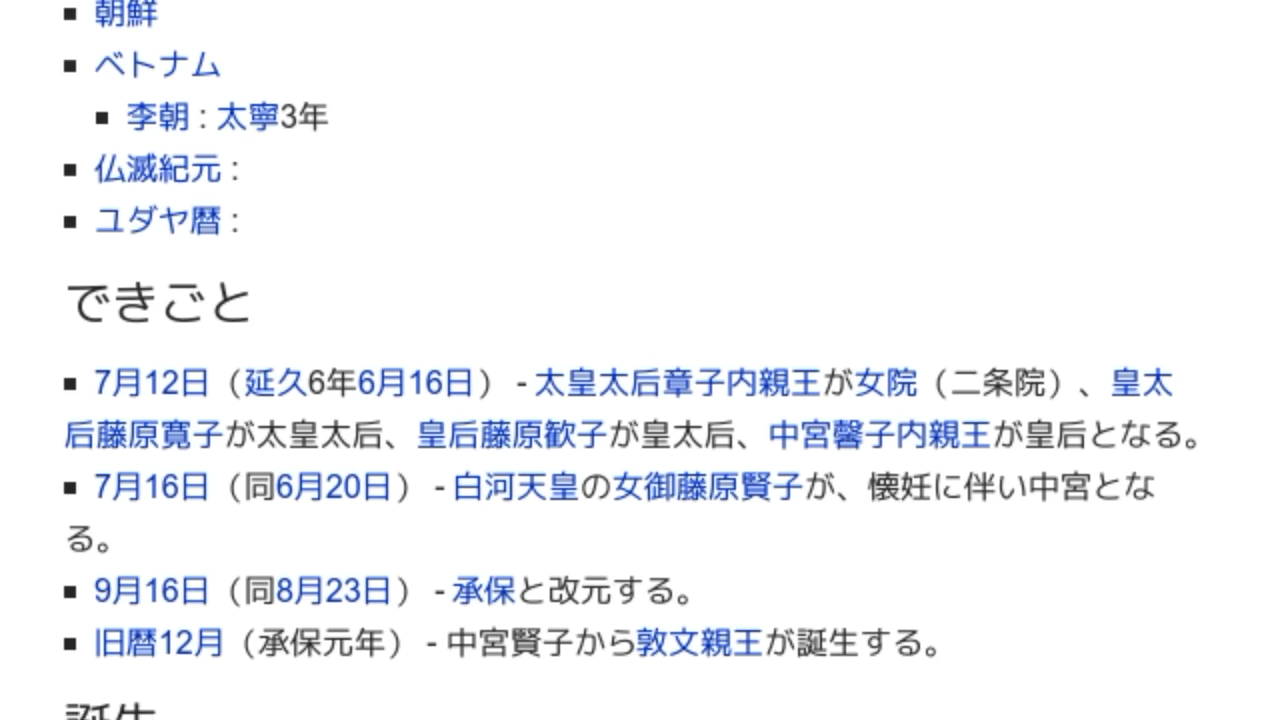 朝鮮
ベトナム
李朝 : 太寧3年
仏滅紀元 :
ユダヤ暦 :
できごと
7月12日（延久6年6月16日） - 太皇太后章子内親王が女院（二条院）、皇太
后藤原寛子が太皇太后、皇后藤原歓子が皇太后、中宮馨子内親王が皇后となる。
7月16日（同6月20日） - 白河天皇の女御藤原賢子が、懐妊に伴い中宮とな
る。
9月16日（同8月23日） - 承保と改元する。
旧暦12月（承保元年） - 中宮賢子から敦文親王が誕生する。
誕生